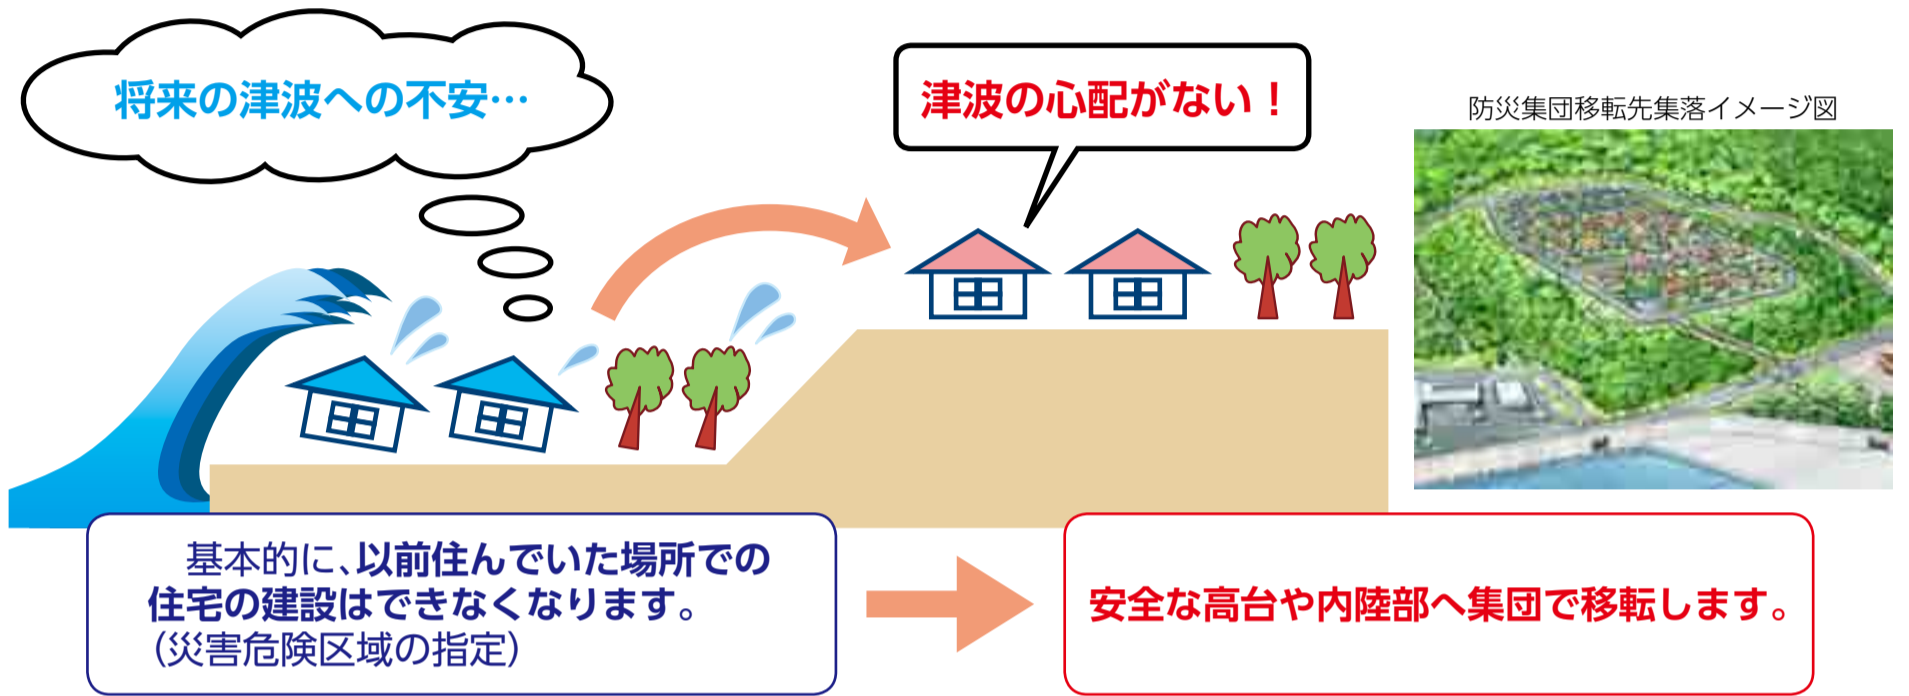 将来の津波への不安…
津波の心配がない！
防災集団移転先集落イメージ図
基本的に、以前住んでいた場所での
住宅の建設はできなくなります。
（災害危険区域の指定）
安全な高台や内陸部へ集団で移転します。